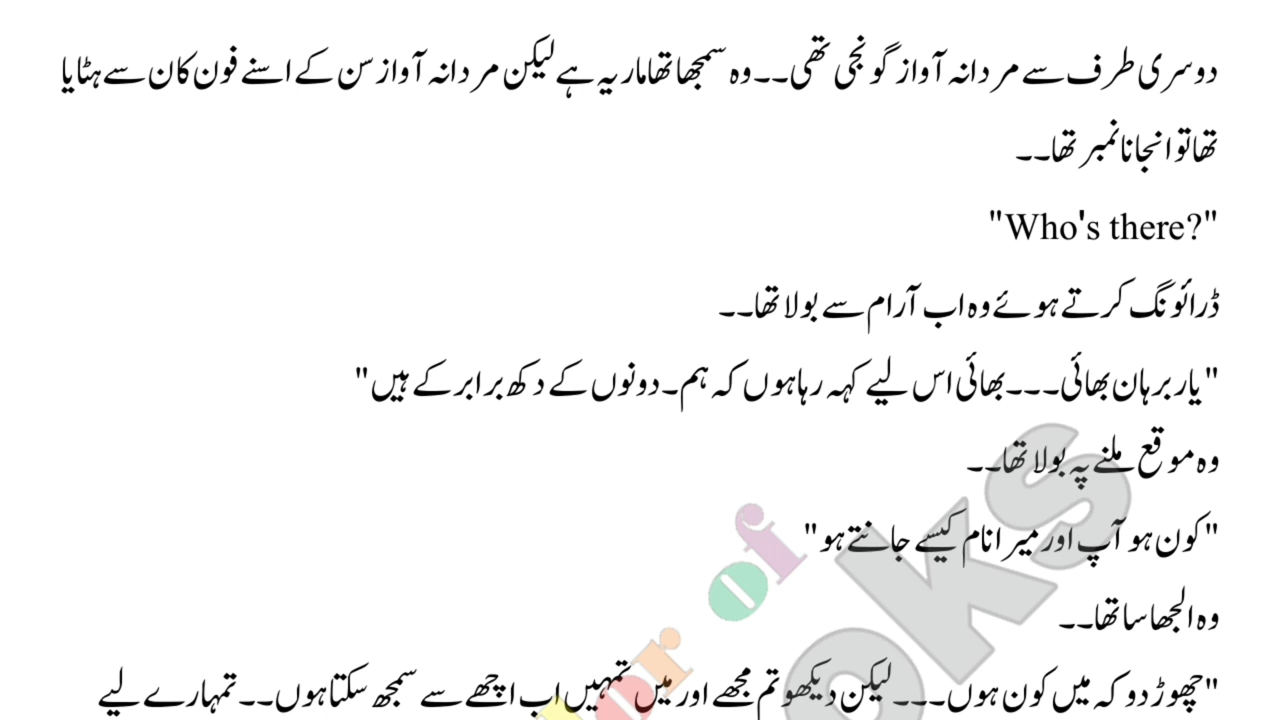 دوسری طرف سے مردانہ آواز گونجی تھی۔۔وہ سمجھا تھا ماریہ ہے لیکن مردانہ آواز سن کے اسنے فون کان سے ہٹایا
تھا تو انجانا نمبر تھا۔۔
"Who's there?"
ڈرائونگ کرتے ہوئے وہ اب آرام سے بولا تھا۔۔
"یار برہان بھائی۔۔۔بھائی اس لیے کہہ رہا ہوں کہ ہم۔دونوں کے دکھ برابر کے ہیں"
وہ موقع ملنے پہ بولا تھا۔۔
"کون ہو آپ اور میرا نام کیسے جانتے ہو"
وہ الجھا سا تھا۔۔
"چھوڑ دو کہ میں کون ہوں۔۔۔لیکن دیکھو تم مجھے اور میں تمہیں اب اچھے سے سمجھ سکتا ہوں۔۔تمہارے لیے
of